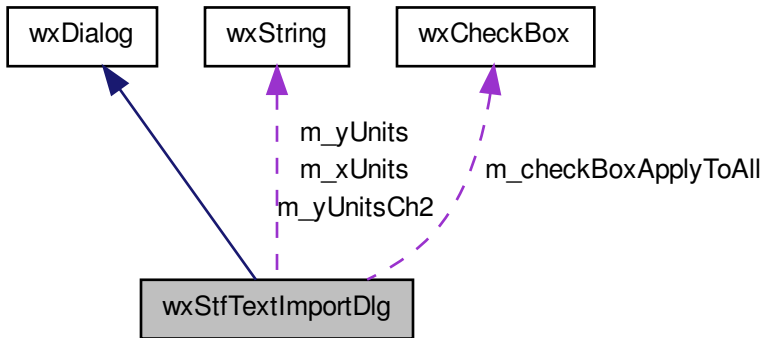 wxDialog
wxString
wxCheckBox
m_yUnits
m_xUnits
m_yUnitsCh2
m_checkBoxApplyToAll
wxStfTextImportDlg